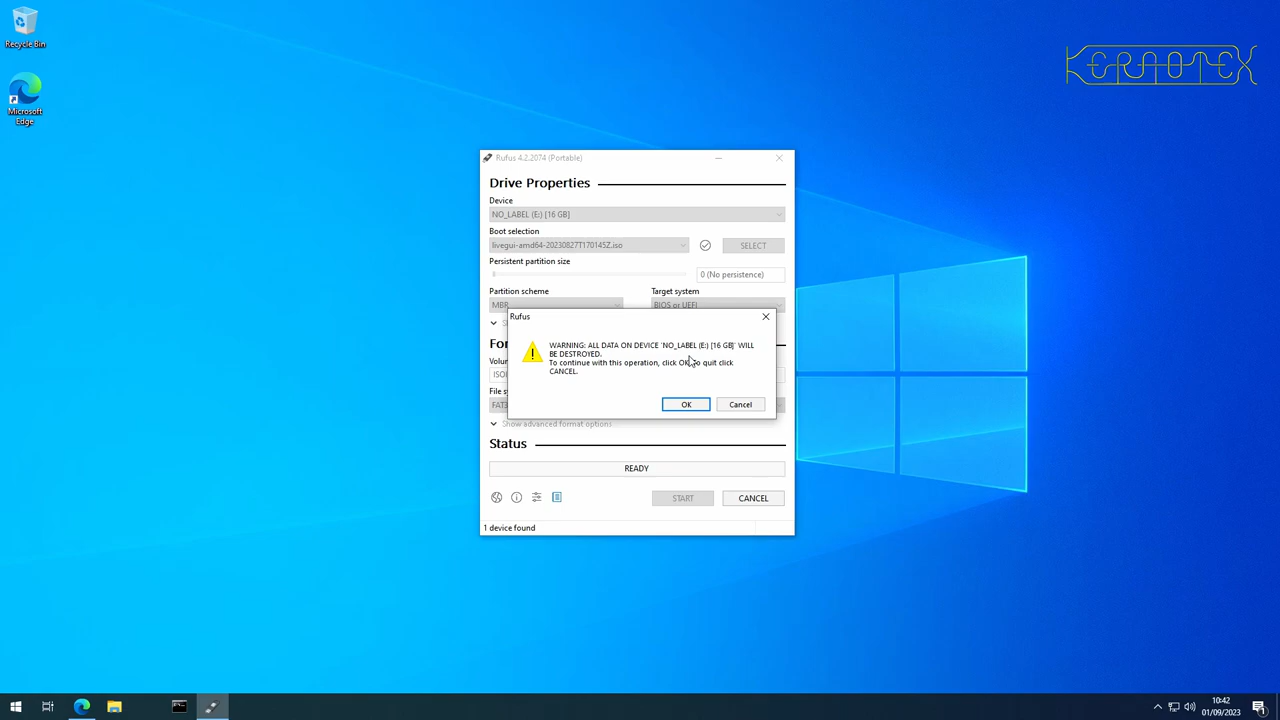 Recycle Bin
Microsoft
Edge
KERAOTEX
Rufus 4.2.2074 (Portable)
Drive Properties
Device
NO_LABEL (E:) [16 GB]
Boot selection
livegui-amd64-20230827T170145Z.iso
SELECT
Persistent partition size
0 (No persistence)
Partition scheme
Target system
MBR
BIOS or UEFI
Rufus
WARNING: ALL DATA ON DEVICE 'NO_LABEL (E:) [16 GB]' WILL
BE DESTROYED.
To continue with this operation, click OK. To quit click
CANCEL.
OK
Cancel
Show advanced format options
Status
READY
START
CANCEL
1 device found
10:42
01/09/2023
1